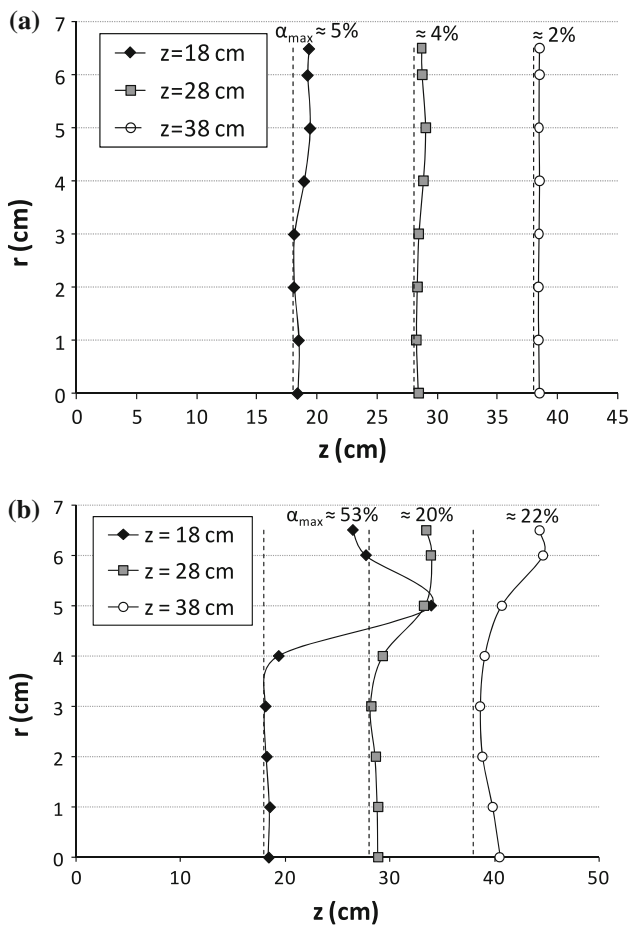 (a)
z=18 cm
z=28 cm
z=38 cm
αmax ≈ 5%
≈ 4%
≈ 2%
7
6
5
4
3
2
1
0
r (cm)
0 5 10 15 20 25 30 35 40 45
z (cm)
(b)
z = 18 cm
z = 28 cm
z = 38 cm
αmax ≈ 53%
≈ 20%
≈ 22%
7
6
5
4
3
2
1
0
r (cm)
0 10 20 30 40 50
z (cm)